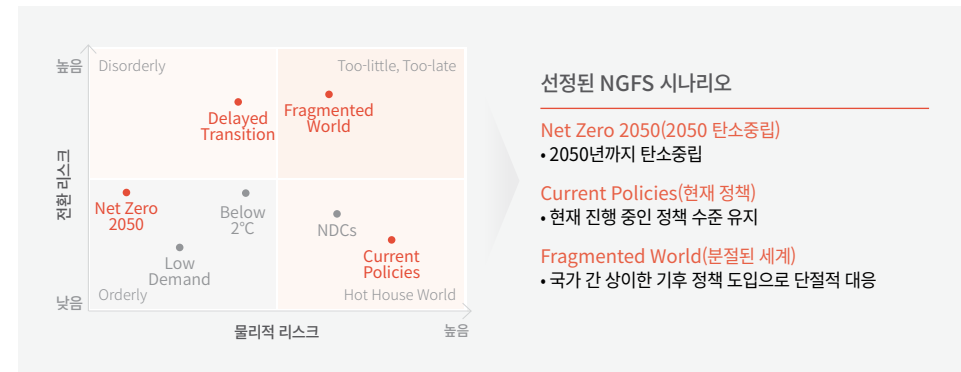 높음
Disorderly
Too-little, Too-late
Delayed
Transition
Fragmented
World
전환 리스크
Net Zero
2050
Below
2℃
NDCs
Low
Demand
Current
Policies
낮음
Orderly
Hot House World
물리적 리스크
높음
선정된 NGFS 시나리오
Net Zero 2050(2050 탄소중립)
• 2050년까지 탄소중립
Current Policies(현재 정책)
• 현재 진행 중인 정책 수준 유지
Fragmented World(분절된 세계)
• 국가 간 상이한 기후 정책 도입으로 단절적 대응